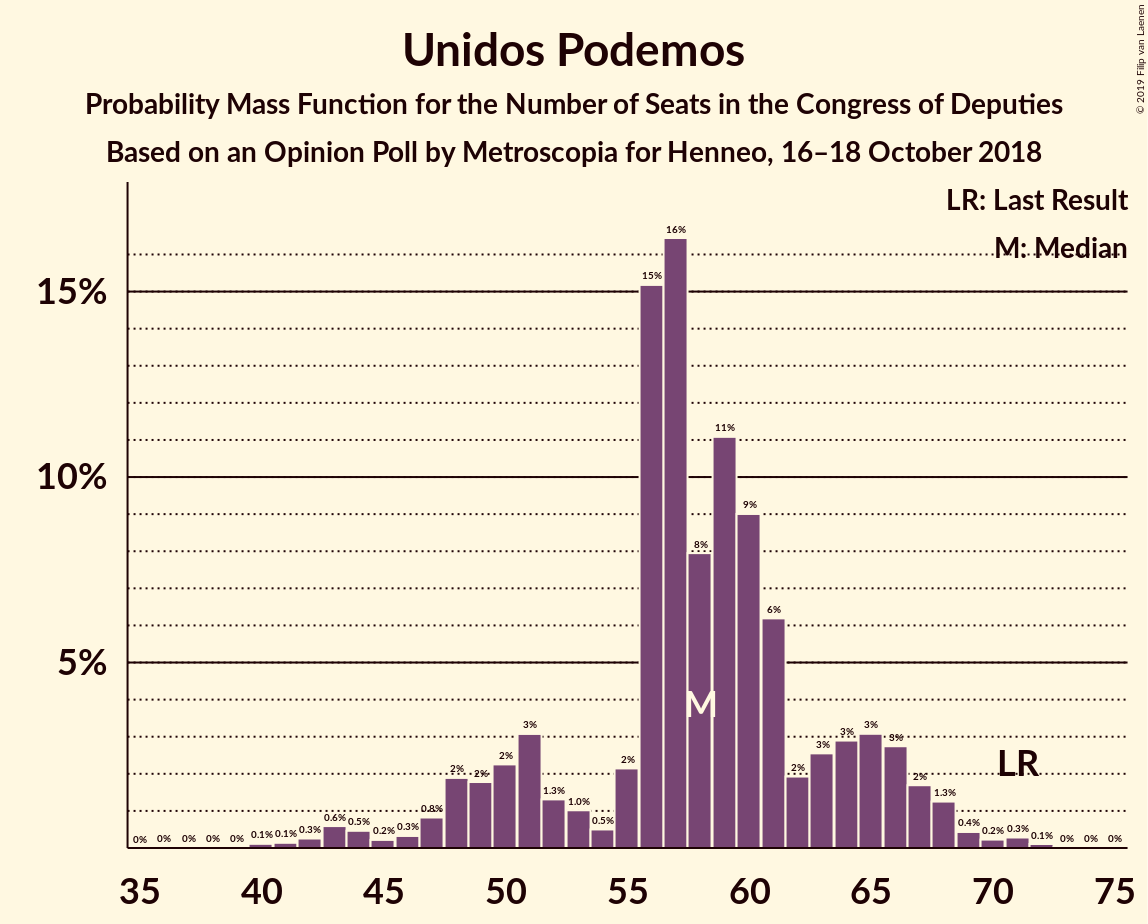 © 2019 Filip van Laenen
Unidos Podemos
Probability Mass Function for the Number of Seats in the Congress of Deputies
Based on an Opinion Poll by Metroscopia for Henneo, 16–18 October 2018
LR: Last Result
M: Median
15%
10%
5%
0% 0% 0% 0% 0% 0.1% 0.1% 0.3% 0.6% 0.5% 0.2% 0.3% 0.8% 2% 2% 2% 3% 1.3% 1.0% 0.5% 2% 15% 16% 8% 11% 9% 6% 2% 3% 3% 3% 3% 2% 1.3% 0.4% 0.2% 0.3% 0.1% 0% 0% 0%
M
LR
35 40 45 50 55 60 65 70 75